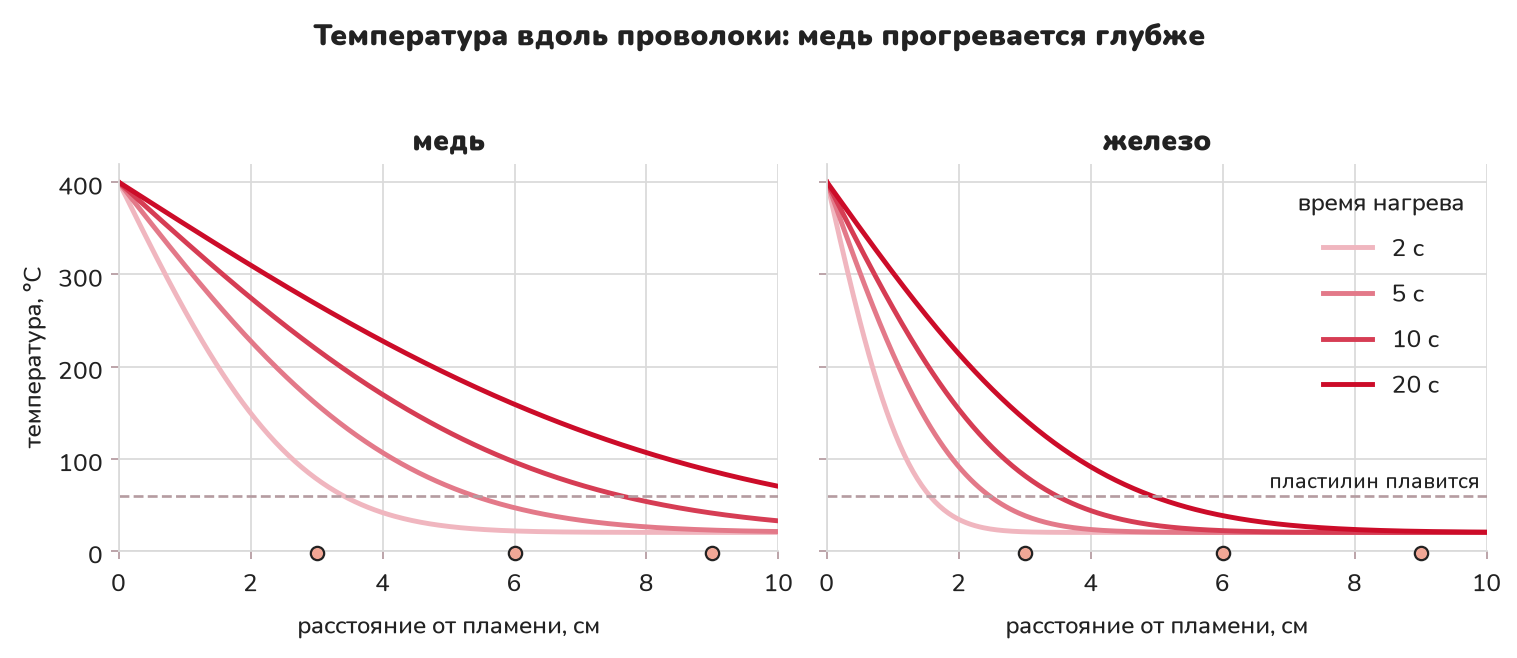 Температура вдоль проволоки: медь прогревается глубже
медь
железо
температура, °C
400
300
200
100
0
0 2 4 6 8 10
расстояние от пламени, см
время нагрева
2 с
5 с
10 с
20 с
пластилин плавится
0 2 4 6 8 10
расстояние от пламени, см